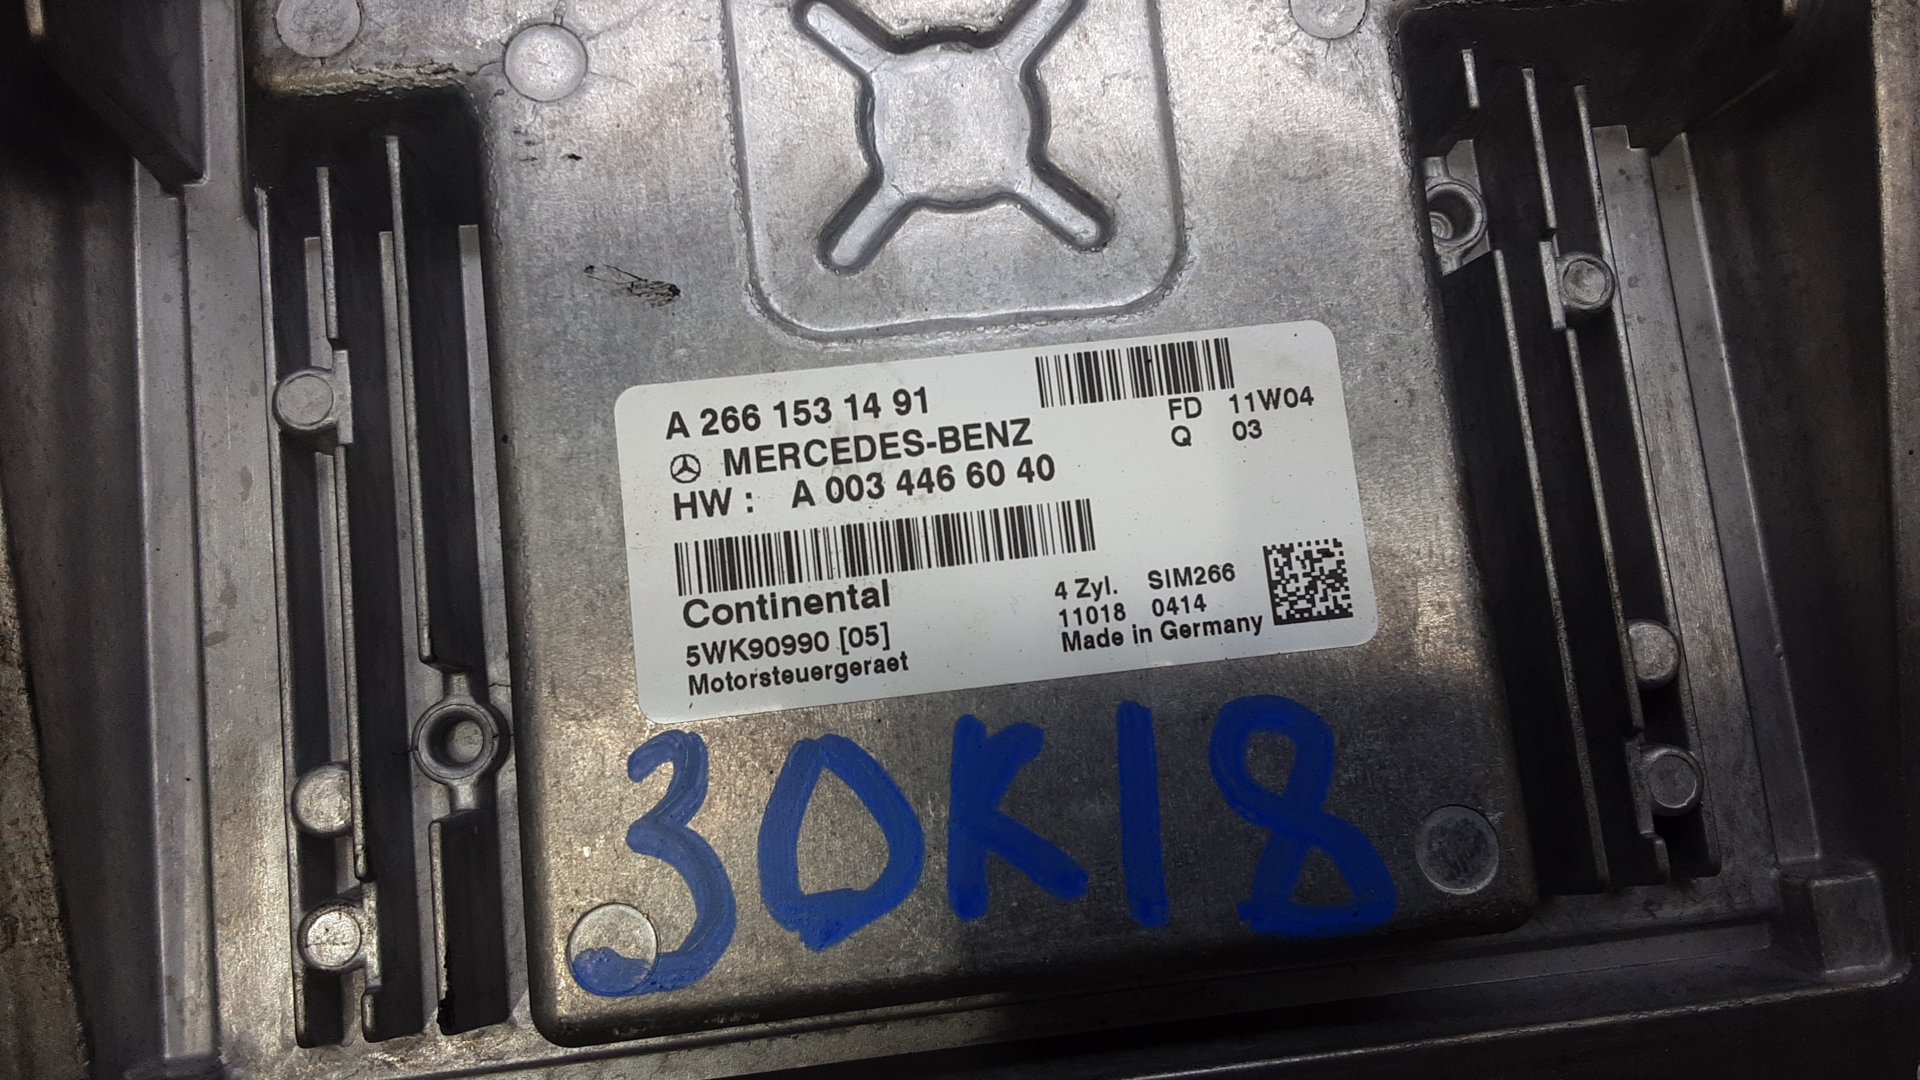 A 266 153 14 91
MERCEDES-BENZ
HW : A 003 446 60 40
FD 11W04
Q 03
Continental
5WK90990 [05]
Motorsteuergeraet
4 Zyl. SIM266
11018 0414
Made in Germany
30K18